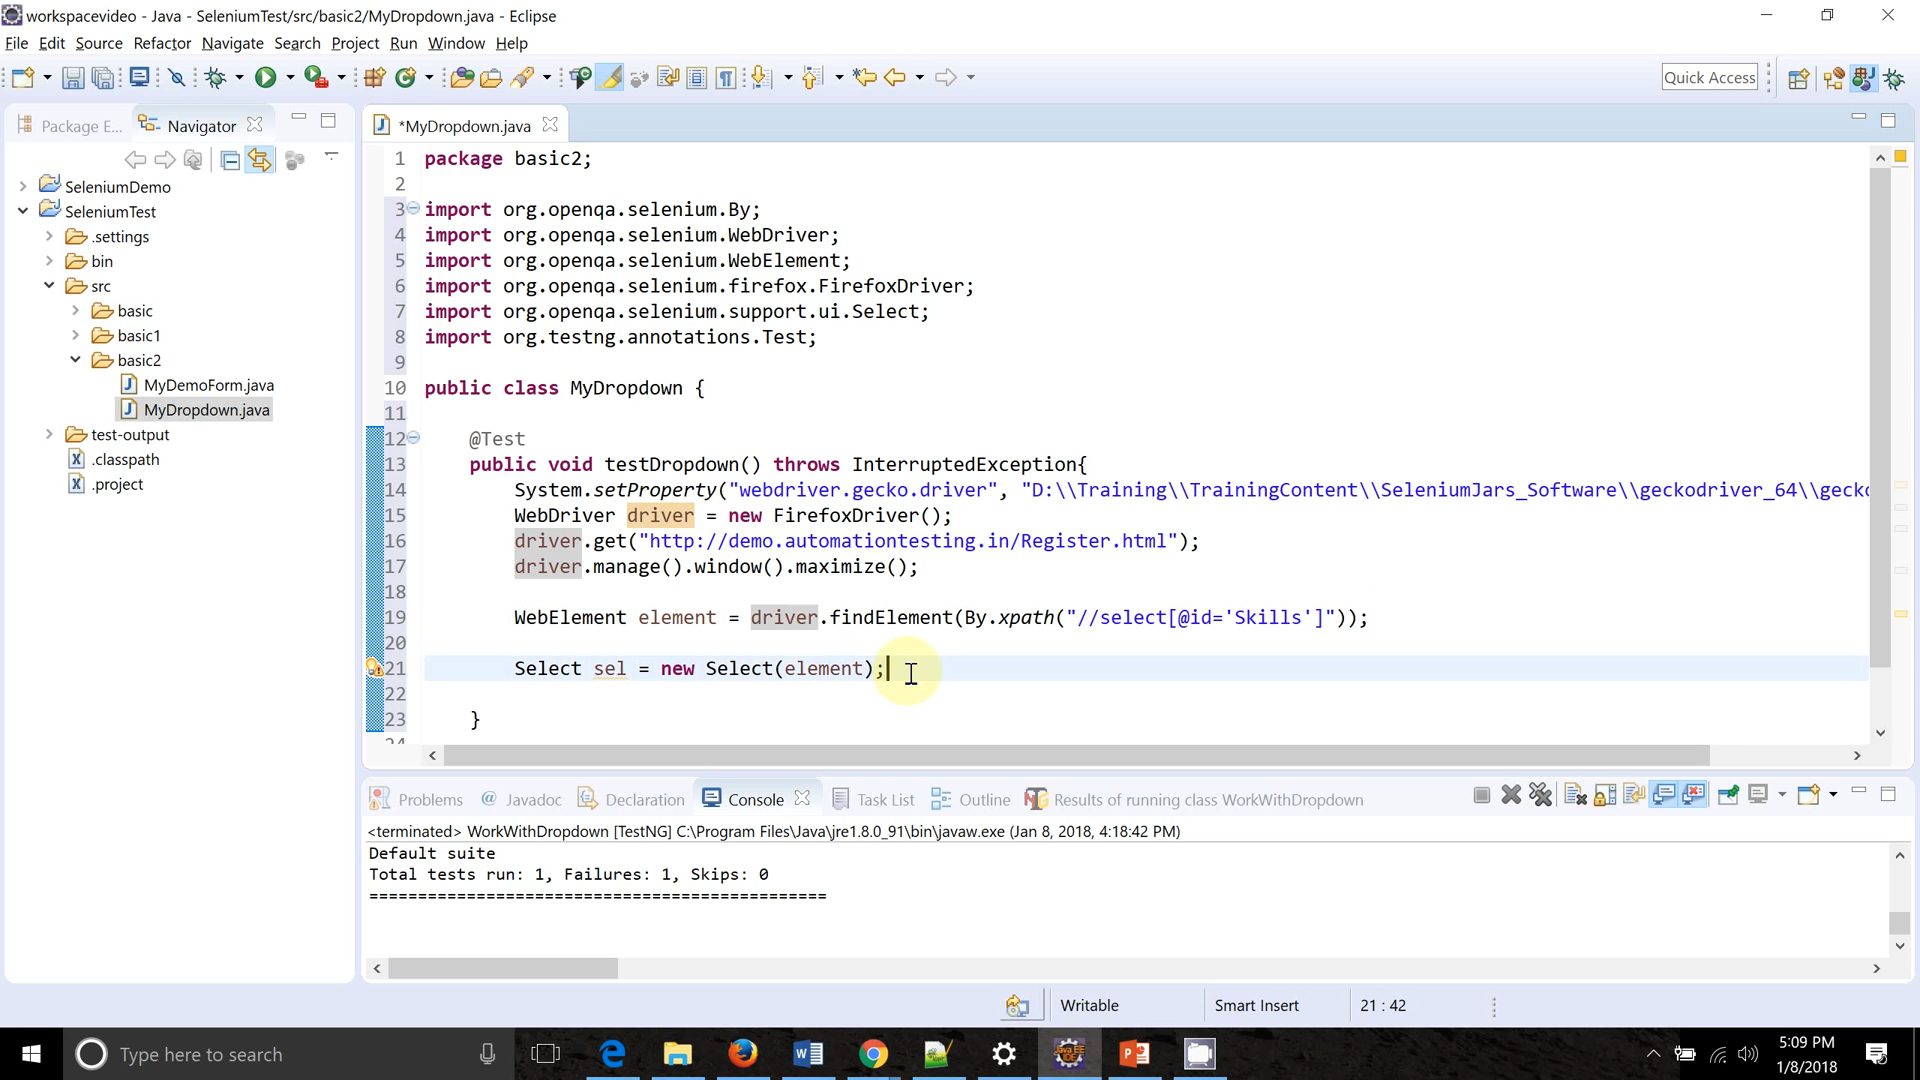 workspacevideo - Java - SeleniumTest/src/basic2/MyDropdown.java - Eclipse
File Edit Source Refactor Navigate Search Project Run Window Help
Quick Access
Package E... Navigator
*MyDropdown.java
SeleniumDemo
SeleniumTest
.settings
bin
src
basic
basic1
basic2
MyDemoForm.java
MyDropdown.java
test-output
.classpath
.project
1 package basic2;
2
3 import org.openqa.selenium.By;
4 import org.openqa.selenium.WebDriver;
5 import org.openqa.selenium.WebElement;
6 import org.openqa.selenium.firefox.FirefoxDriver;
7 import org.openqa.selenium.support.ui.Select;
8 import org.testng.annotations.Test;
9
10 public class MyDropdown {
11
12 @Test
13 public void testDropdown() throws InterruptedException{
14 System.setProperty("webdriver.gecko.driver", "D:\\Training\\TrainingContent\\SeleniumJars_Software\\geckodriver_64\\gecko
15 WebDriver driver = new FirefoxDriver();
16 driver.get("http://demo.automationtesting.in/Register.html");
17 driver.manage().window().maximize();
18
19 WebElement element = driver.findElement(By.xpath("//select[@id='Skills']"));
20
21 Select sel = new Select(element);
22
23 }
24
Problems @ Javadoc Declaration Console Task List Outline Results of running class WorkWithDropdown
<terminated> WorkWithDropdown [TestNG] C:\Program Files\Java\jre1.8.0_91\bin\javaw.exe (Jan 8, 2018, 4:18:42 PM)
Default suite
Total tests run: 1, Failures: 1, Skips: 0
===============================================
Writable Smart Insert 21 : 42
Type here to search
Java EE
IDE
5:09 PM
1/8/2018